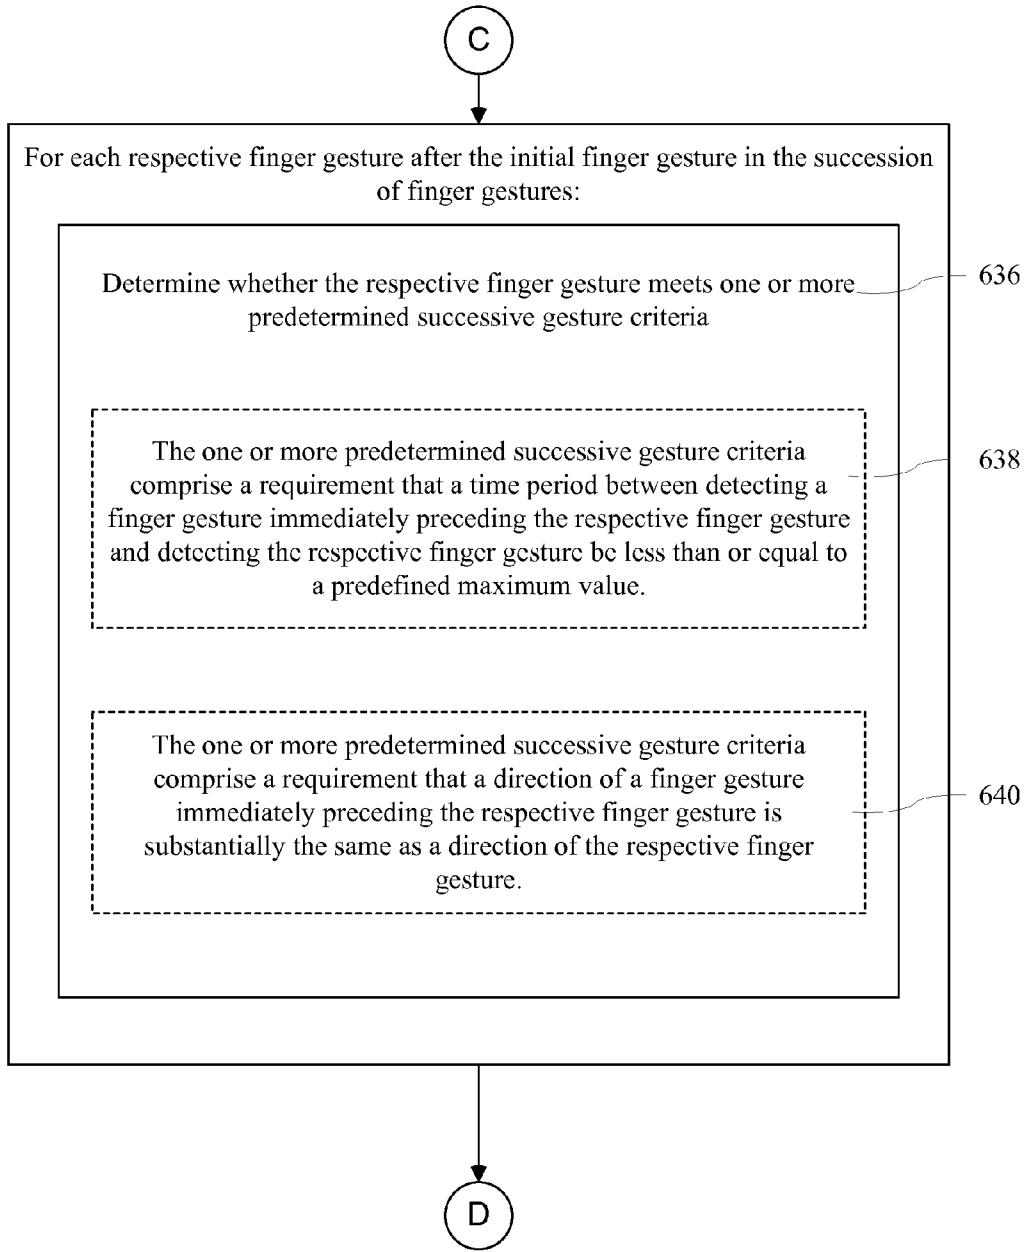 C
For each respective finger gesture after the initial finger gesture in the succession
of finger gestures:
Determine whether the respective finger gesture meets one or more
predetermined successive gesture criteria
636
The one or more predetermined successive gesture criteria
comprise a requirement that a time period between detecting a
finger gesture immediately preceding the respective finger gesture
and detecting the respective finger gesture be less than or equal to
a predefined maximum value.
638
The one or more predetermined successive gesture criteria
comprise a requirement that a direction of a finger gesture
immediately preceding the respective finger gesture is
substantially the same as a direction of the respective finger
gesture.
640
D